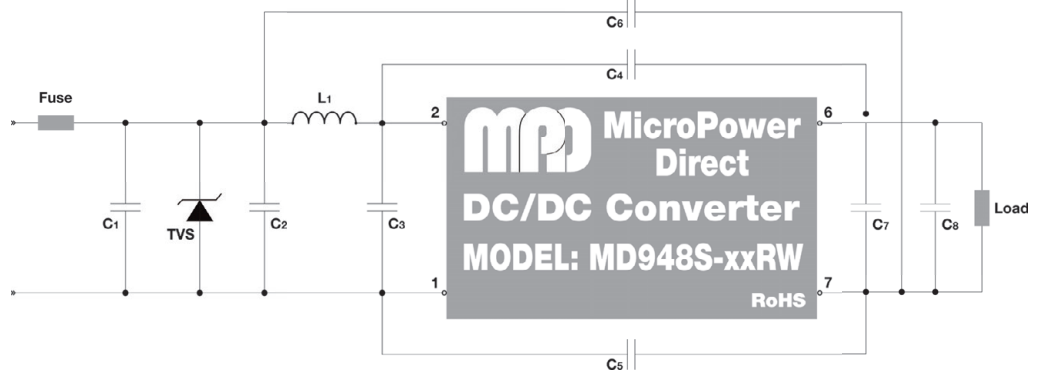 C6
C4
Fuse
L1
2
6
MPD
MicroPower
Direct
DC/DC Converter
MODEL: MD948S-xxRW
RoHS
C1
TVS
C2
C3
C7
C8
Load
1
7
C5